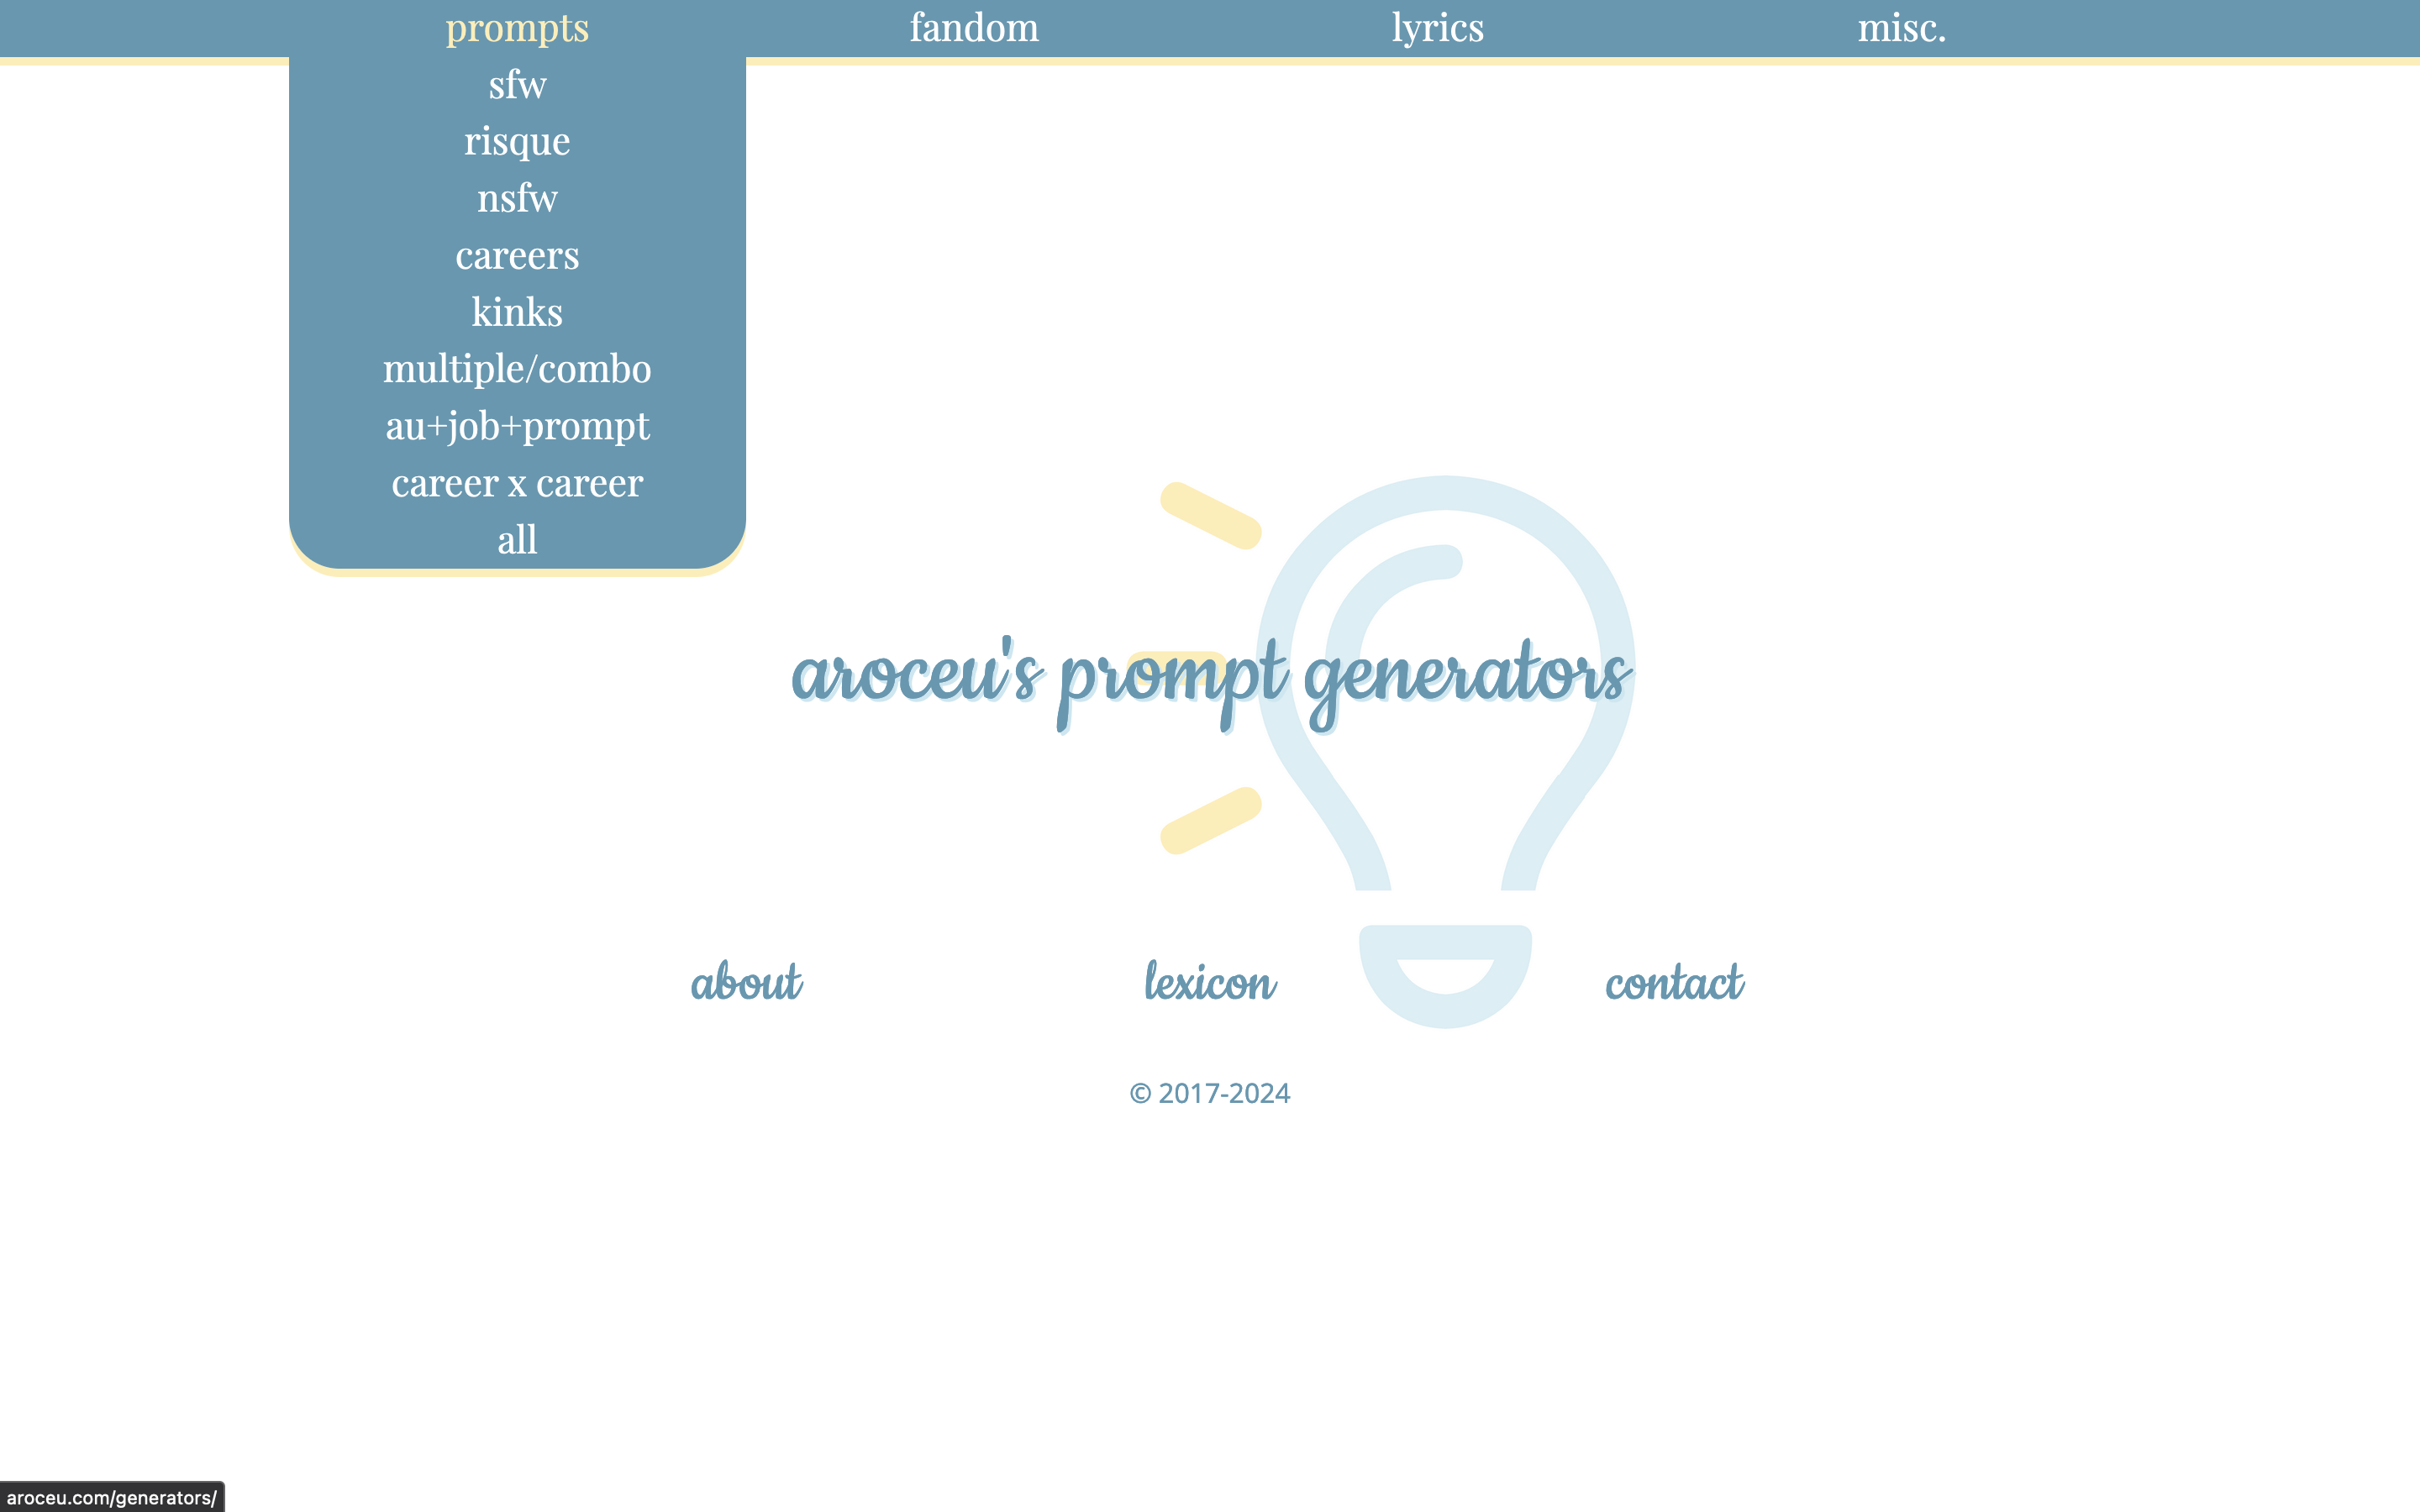 prompts fandom lyrics misc.
sfw
risque
nsfw
careers
kinks
multiple/combo
au+job+prompt
career x career
all
aroceu's prompt generators
about lexicon contact
© 2017-2024
aroceu.com/generators/